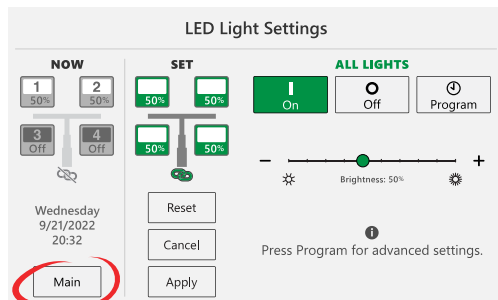 LED Light Settings
NOW
1 2
50% 50%
3 4
Off Off
Wednesday
9/21/2022
20:32
Main
SET
50% 50%
50% 50%
Reset
Cancel
Apply
ALL LIGHTS
On Off Program
Brightness: 50%
Press Program for advanced settings.